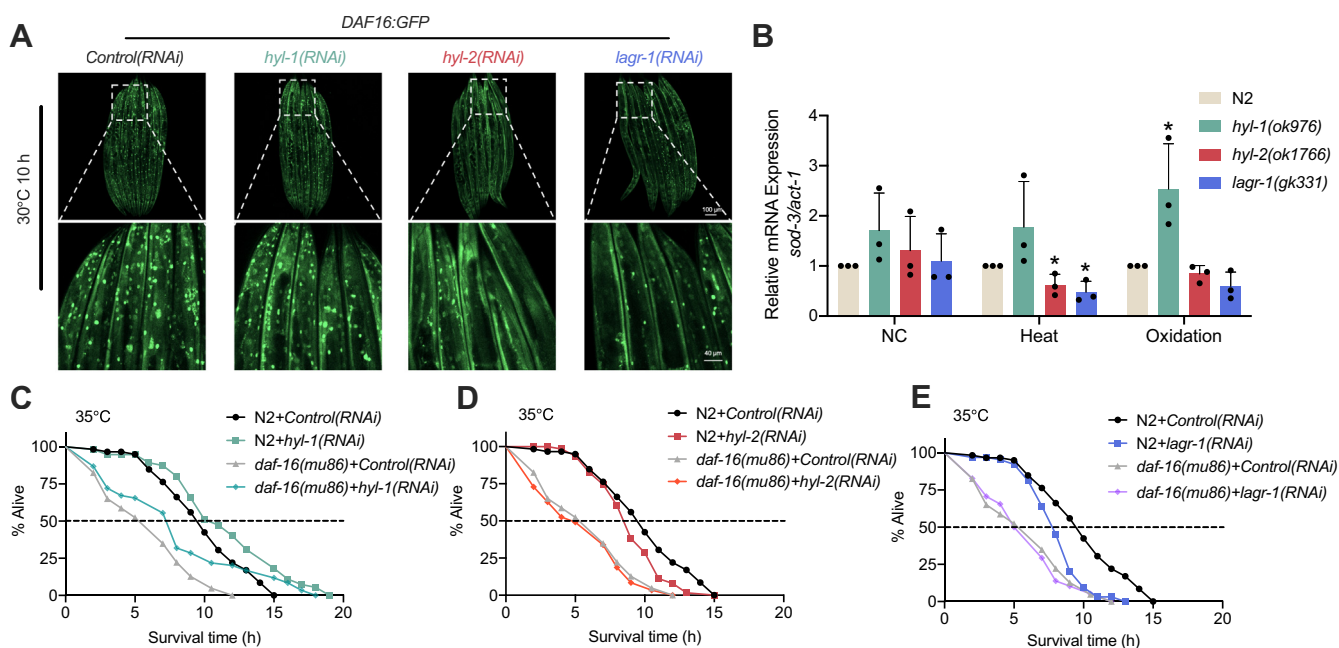 A
DAF16:GFP
Control(RNAi) hyl-1(RNAi) hyl-2(RNAi) lagr-1(RNAi)
30°C 10 h
100 μm
40 μm
B
Relative mRNA Expression
sod-3/act-1
4
3
2
1
0
NC Heat Oxidation
* * *
N2
hyl-1(ok976)
hyl-2(ok1766)
lagr-1(gk331)
C
35°C
N2+Control(RNAi)
N2+hyl-1(RNAi)
daf-16(mu86)+Control(RNAi)
daf-16(mu86)+hyl-1(RNAi)
% Alive
100
75
50
25
0
0 5 10 15 20
Survival time (h)
D
35°C
N2+Control(RNAi)
N2+hyl-2(RNAi)
daf-16(mu86)+Control(RNAi)
daf-16(mu86)+hyl-2(RNAi)
% Alive
100
75
50
25
0
0 5 10 15 20
Survival time (h)
E
35°C
N2+Control(RNAi)
N2+lagr-1(RNAi)
daf-16(mu86)+Control(RNAi)
daf-16(mu86)+lagr-1(RNAi)
% Alive
100
75
50
25
0
0 5 10 15 20
Survival time (h)